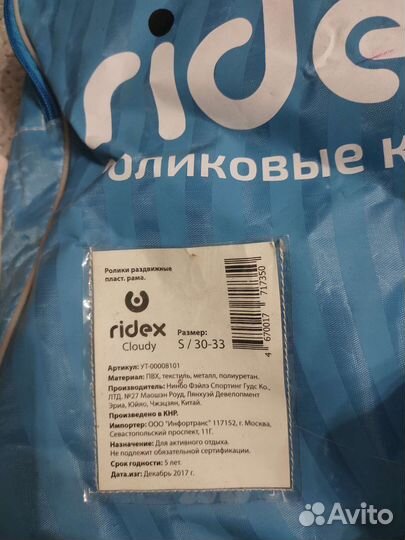 ride
оликовые к
Ролики раздвижные
пласт. рама.
ridex
Cloudy
Размер:
S / 30-33
4 670017 717350
Артикул: УТ-00008101
Материал: ПВХ, текстиль, металл, полиуретан.
Производитель: Нинбо Фэйлэ Спортинг Гудс Ко.,
ЛТД. №27 Маошэн Роуд, Лянхуэй Девелопмент
Эриа, Юйяо, Чжэцзян, Китай.
Произведено в КНР.
Импортер: ООО "Инфортранс" 117152, г. Москва,
Севастопольский проспект, 11Г.
Назначение: Для активного отдыха.
Не подлежит обязательной сертификации.
Срок годности: 5 лет.
Дата.изг: Декабрь 2017 г.
Avito